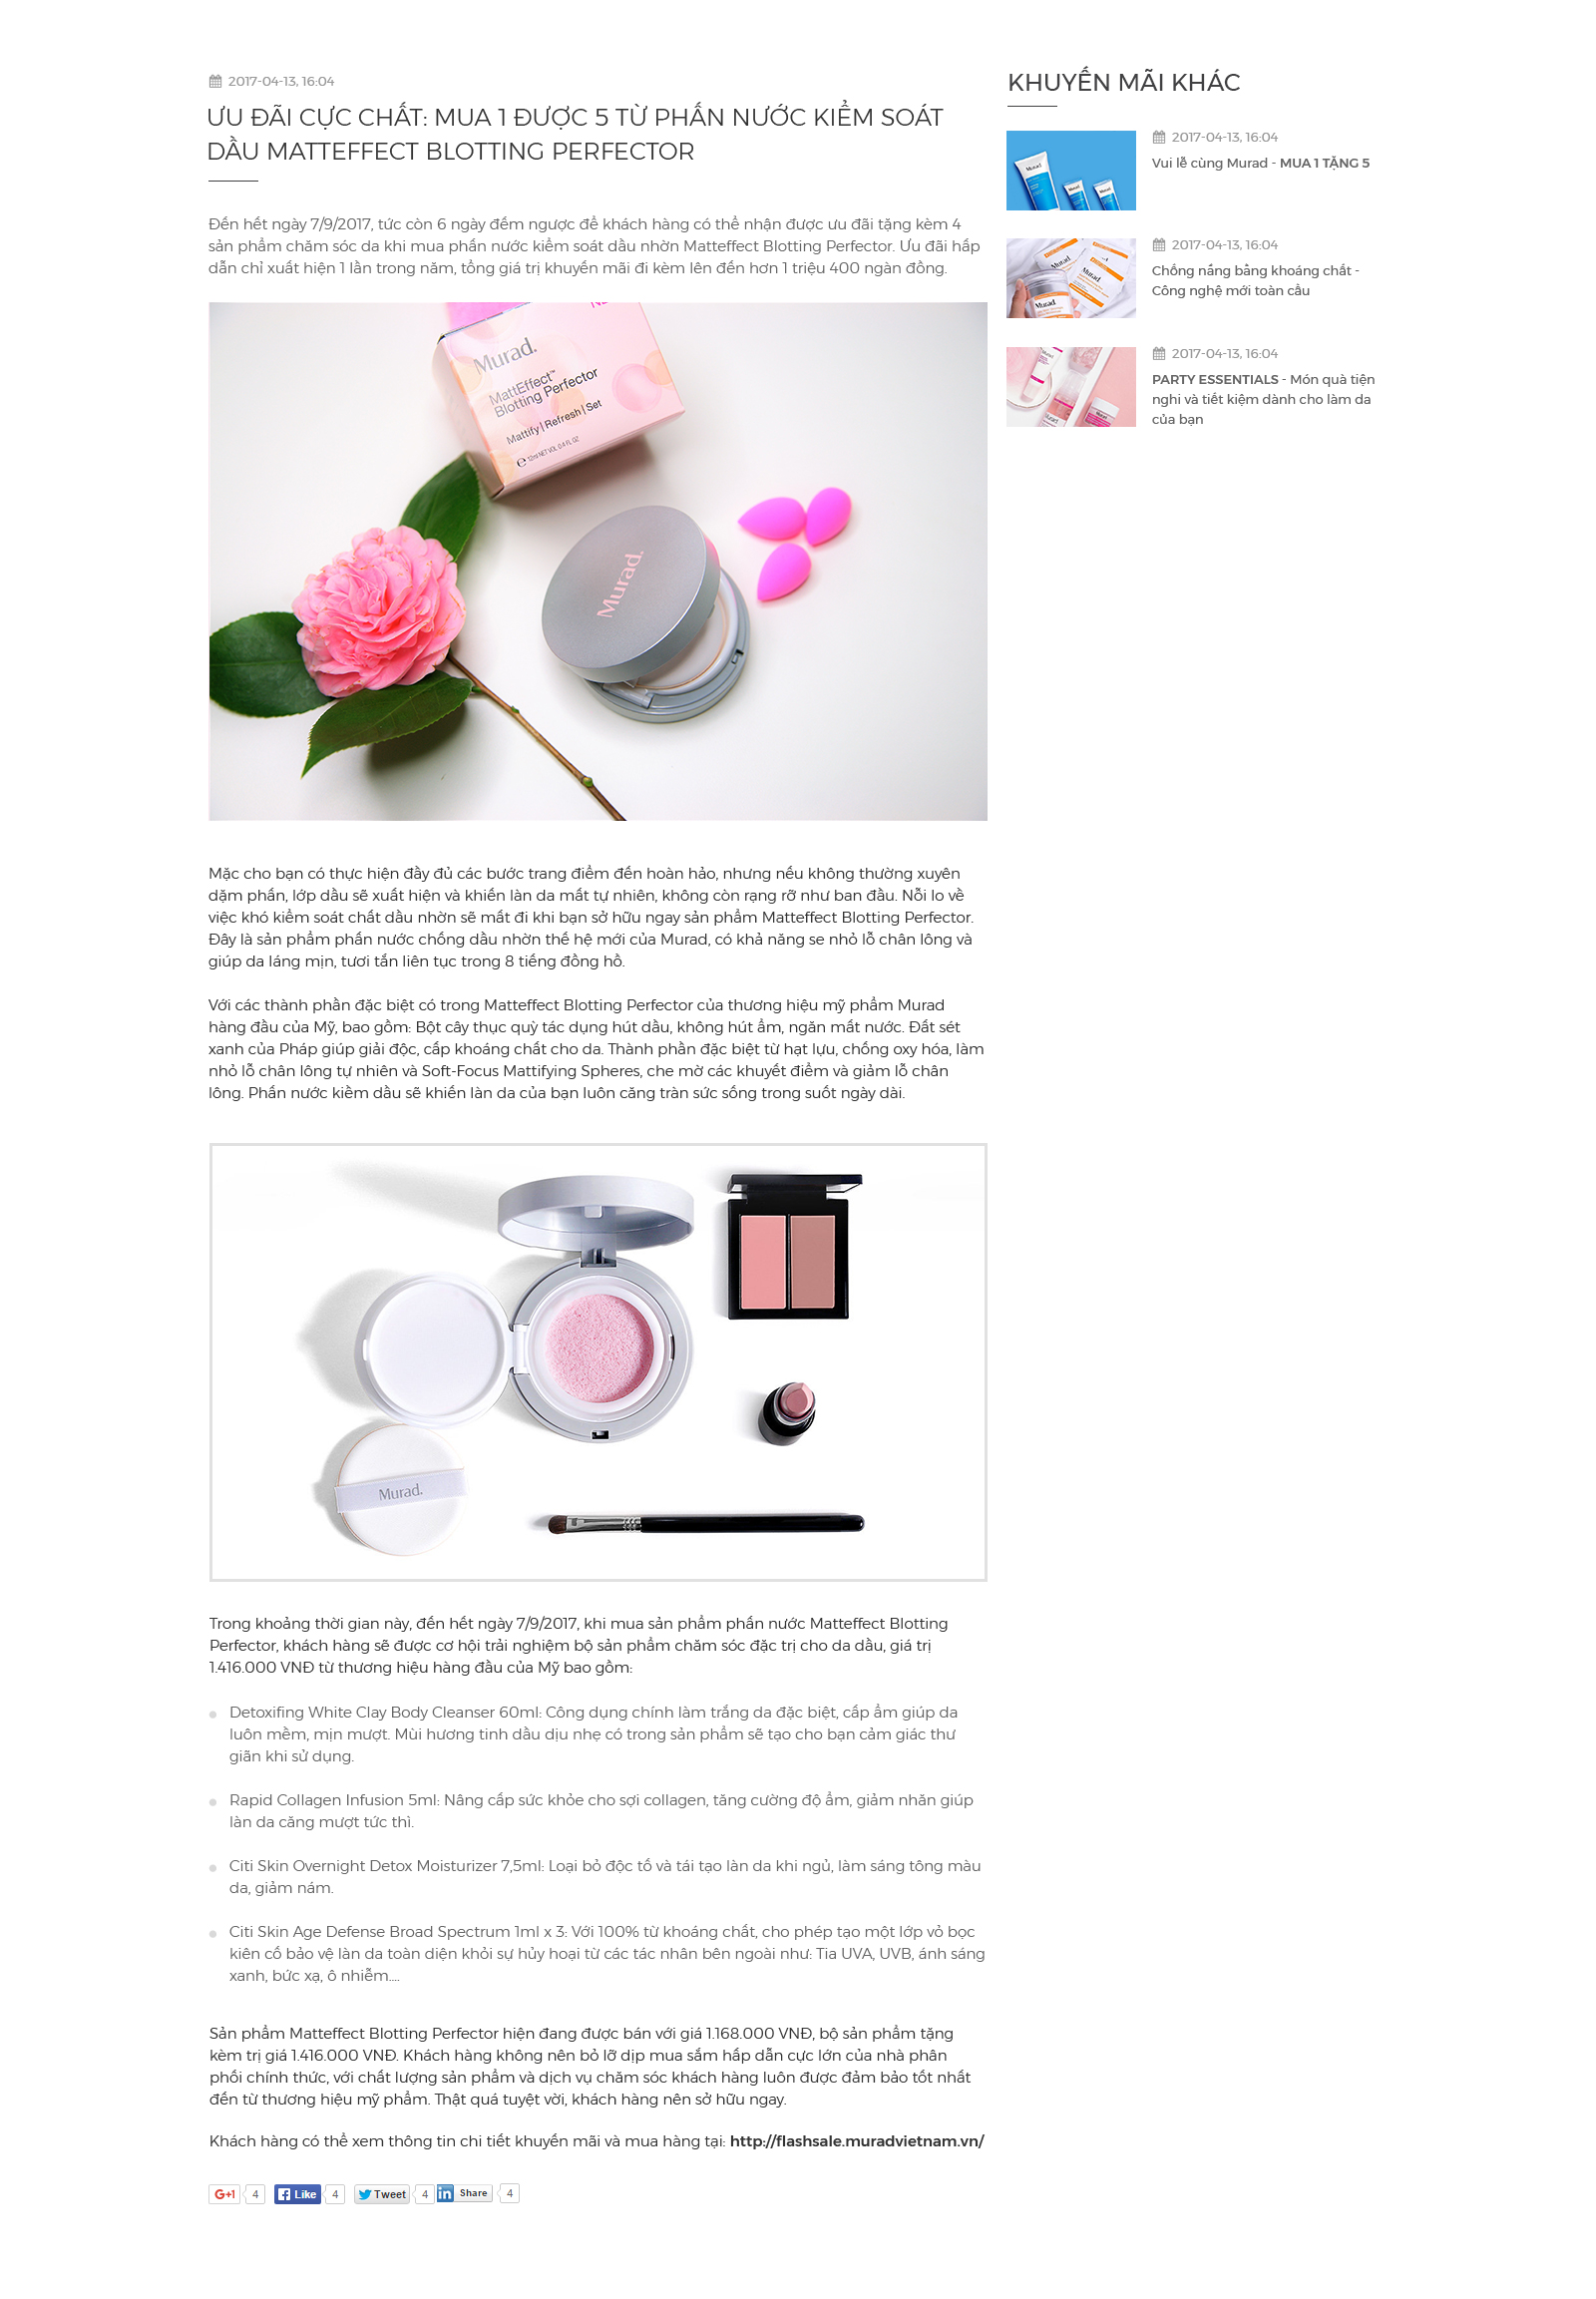 2017-04-13, 16:04
ƯU ĐÃI CỰC CHẤT: MUA 1 ĐƯỢC 5 TỪ PHẤN NƯỚC KIỂM SOÁT
DẦU MATTEFFECT BLOTTING PERFECTOR
Đến hết ngày 7/9/2017, tức còn 6 ngày đếm ngược để khách hàng có thể nhận được ưu đãi tặng kèm 4
sản phẩm chăm sóc da khi mua phấn nước kiểm soát dầu nhờn Matteffect Blotting Perfector. Ưu đãi hấp
dẫn chỉ xuất hiện 1 lần trong năm, tổng giá trị khuyến mãi đi kèm lên đến hơn 1 triệu 400 ngàn đồng.
Murad.
MattEffect™
Blotting Perfector
Mattify | Refresh | Set
℮ 12ml NET VOL 0.4 FL OZ
Murad.
Mặc cho bạn có thực hiện đầy đủ các bước trang điểm đến hoàn hảo, nhưng nếu không thường xuyên
dặm phấn, lớp dầu sẽ xuất hiện và khiến làn da mất tự nhiên, không còn rạng rỡ như ban đầu. Nỗi lo về
việc khó kiểm soát chất dầu nhờn sẽ mất đi khi bạn sở hữu ngay sản phẩm Matteffect Blotting Perfector.
Đây là sản phẩm phấn nước chống dầu nhờn thế hệ mới của Murad, có khả năng se nhỏ lỗ chân lông và
giúp da láng mịn, tươi tắn liên tục trong 8 tiếng đồng hồ.
Với các thành phần đặc biệt có trong Matteffect Blotting Perfector của thương hiệu mỹ phẩm Murad
hàng đầu của Mỹ, bao gồm: Bột cây thục quỳ tác dụng hút dầu, không hút ẩm, ngăn mất nước. Đất sét
xanh của Pháp giúp giải độc, cấp khoáng chất cho da. Thành phần đặc biệt từ hạt lựu, chống oxy hóa, làm
nhỏ lỗ chân lông tự nhiên và Soft-Focus Mattifying Spheres, che mờ các khuyết điểm và giảm lỗ chân
lông. Phấn nước kiềm dầu sẽ khiến làn da của bạn luôn căng tràn sức sống trong suốt ngày dài.
Murad.
Trong khoảng thời gian này, đến hết ngày 7/9/2017, khi mua sản phẩm phấn nước Matteffect Blotting
Perfector, khách hàng sẽ được cơ hội trải nghiệm bộ sản phẩm chăm sóc đặc trị cho da dầu, giá trị
1.416.000 VNĐ từ thương hiệu hàng đầu của Mỹ bao gồm:
Detoxifing White Clay Body Cleanser 60ml: Công dụng chính làm trắng da đặc biệt, cấp ẩm giúp da
luôn mềm, mịn mượt. Mùi hương tinh dầu dịu nhẹ có trong sản phẩm sẽ tạo cho bạn cảm giác thư
giãn khi sử dụng.
Rapid Collagen Infusion 5ml: Nâng cấp sức khỏe cho sợi collagen, tăng cường độ ẩm, giảm nhăn giúp
làn da căng mượt tức thì.
Citi Skin Overnight Detox Moisturizer 7,5ml: Loại bỏ độc tố và tái tạo làn da khi ngủ, làm sáng tông màu
da, giảm nám.
Citi Skin Age Defense Broad Spectrum 1ml x 3: Với 100% từ khoáng chất, cho phép tạo một lớp vỏ bọc
kiên cố bảo vệ làn da toàn diện khỏi sự hủy hoại từ các tác nhân bên ngoài như: Tia UVA, UVB, ánh sáng
xanh, bức xạ, ô nhiễm....
Sản phẩm Matteffect Blotting Perfector hiện đang được bán với giá 1.168.000 VNĐ, bộ sản phẩm tặng
kèm trị giá 1.416.000 VNĐ. Khách hàng không nên bỏ lỡ dịp mua sắm hấp dẫn cực lớn của nhà phân
phối chính thức, với chất lượng sản phẩm và dịch vụ chăm sóc khách hàng luôn được đảm bảo tốt nhất
đến từ thương hiệu mỹ phẩm. Thật quá tuyệt vời, khách hàng nên sở hữu ngay.
Khách hàng có thể xem thông tin chi tiết khuyến mãi và mua hàng tại: http://flashsale.muradvietnam.vn/
G+1 4 Like 4 Tweet 4 in Share 4
KHUYẾN MÃI KHÁC
Murad
Murad
Murad
2017-04-13, 16:04
Vui lễ cùng Murad - MUA 1 TẶNG 5
Murad.
Murad.
2017-04-13, 16:04
Chống nắng bằng khoáng chất -
Công nghệ mới toàn cầu
2017-04-13, 16:04
PARTY ESSENTIALS - Món quà tiện
nghi và tiết kiệm dành cho làm da
của bạn